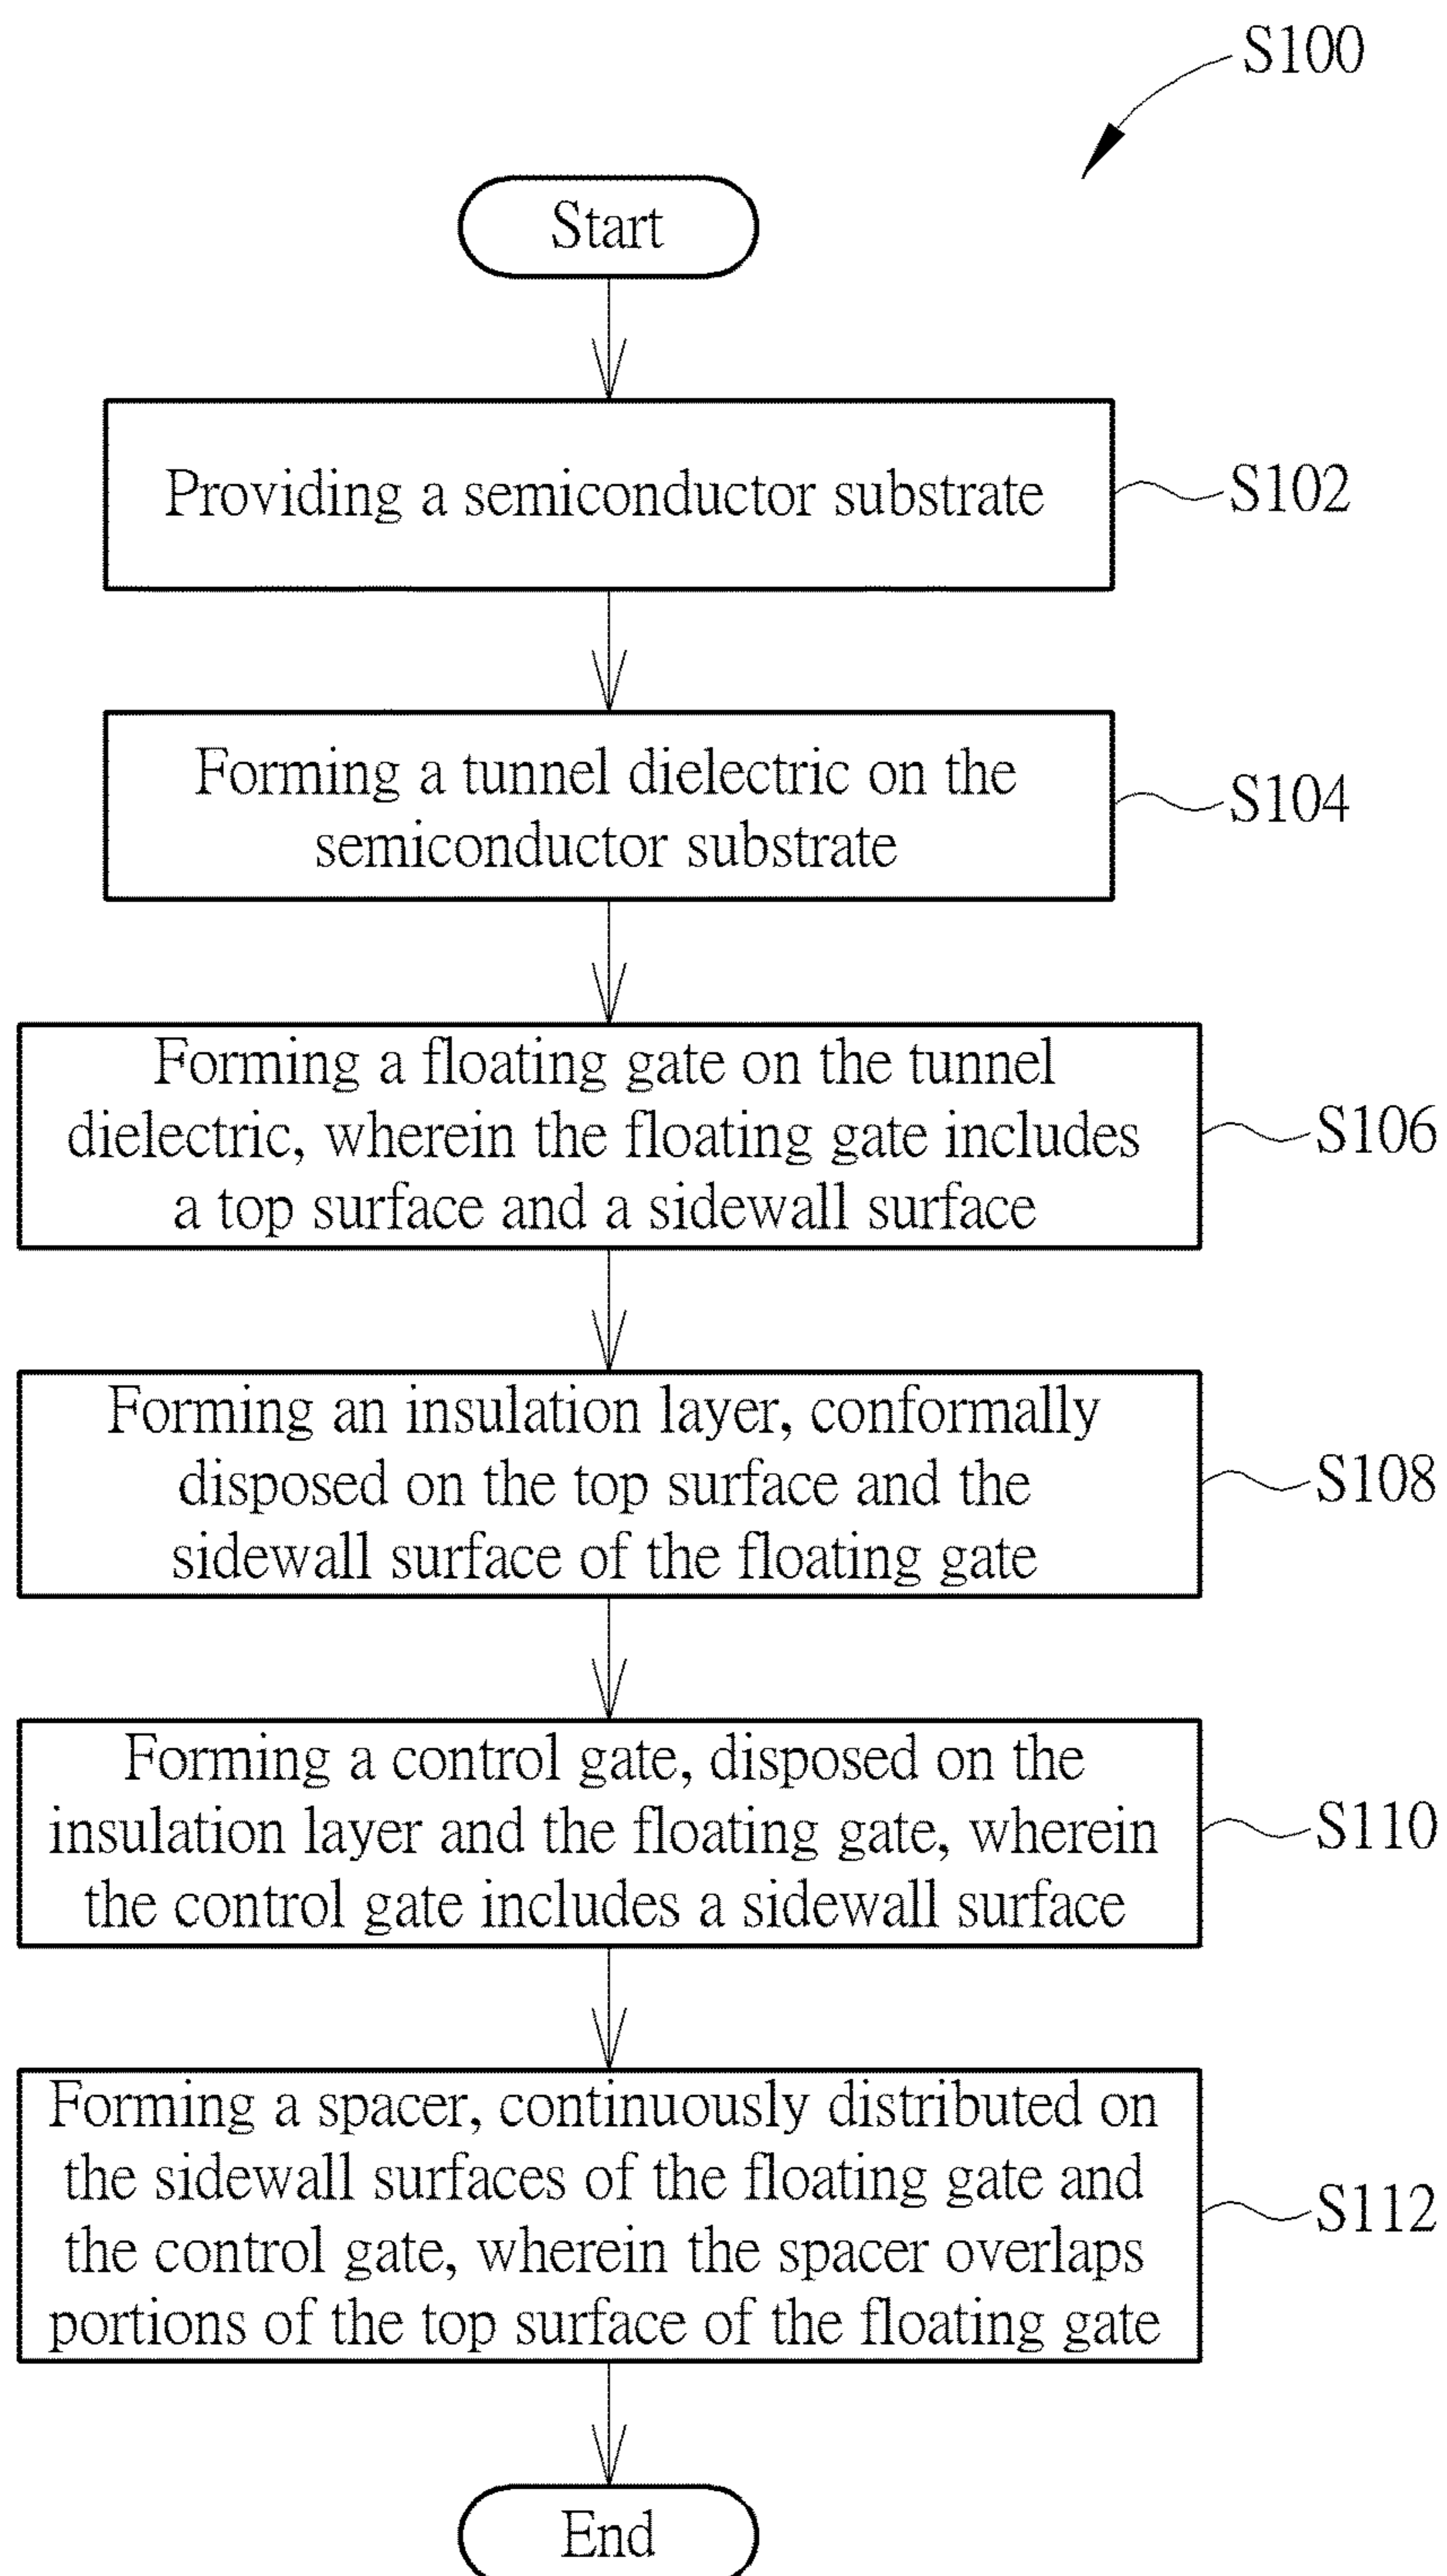 S100
Start
Providing a semiconductor substrate
S102
Forming a tunnel dielectric on the
semiconductor substrate
S104
Forming a floating gate on the tunnel
dielectric, wherein the floating gate includes
a top surface and a sidewall surface
S106
Forming an insulation layer, conformally
disposed on the top surface and the
sidewall surface of the floating gate
S108
Forming a control gate, disposed on the
insulation layer and the floating gate, wherein
the control gate includes a sidewall surface
S110
Forming a spacer, continuously distributed on
the sidewall surfaces of the floating gate and
the control gate, wherein the spacer overlaps
portions of the top surface of the floating gate
S112
End